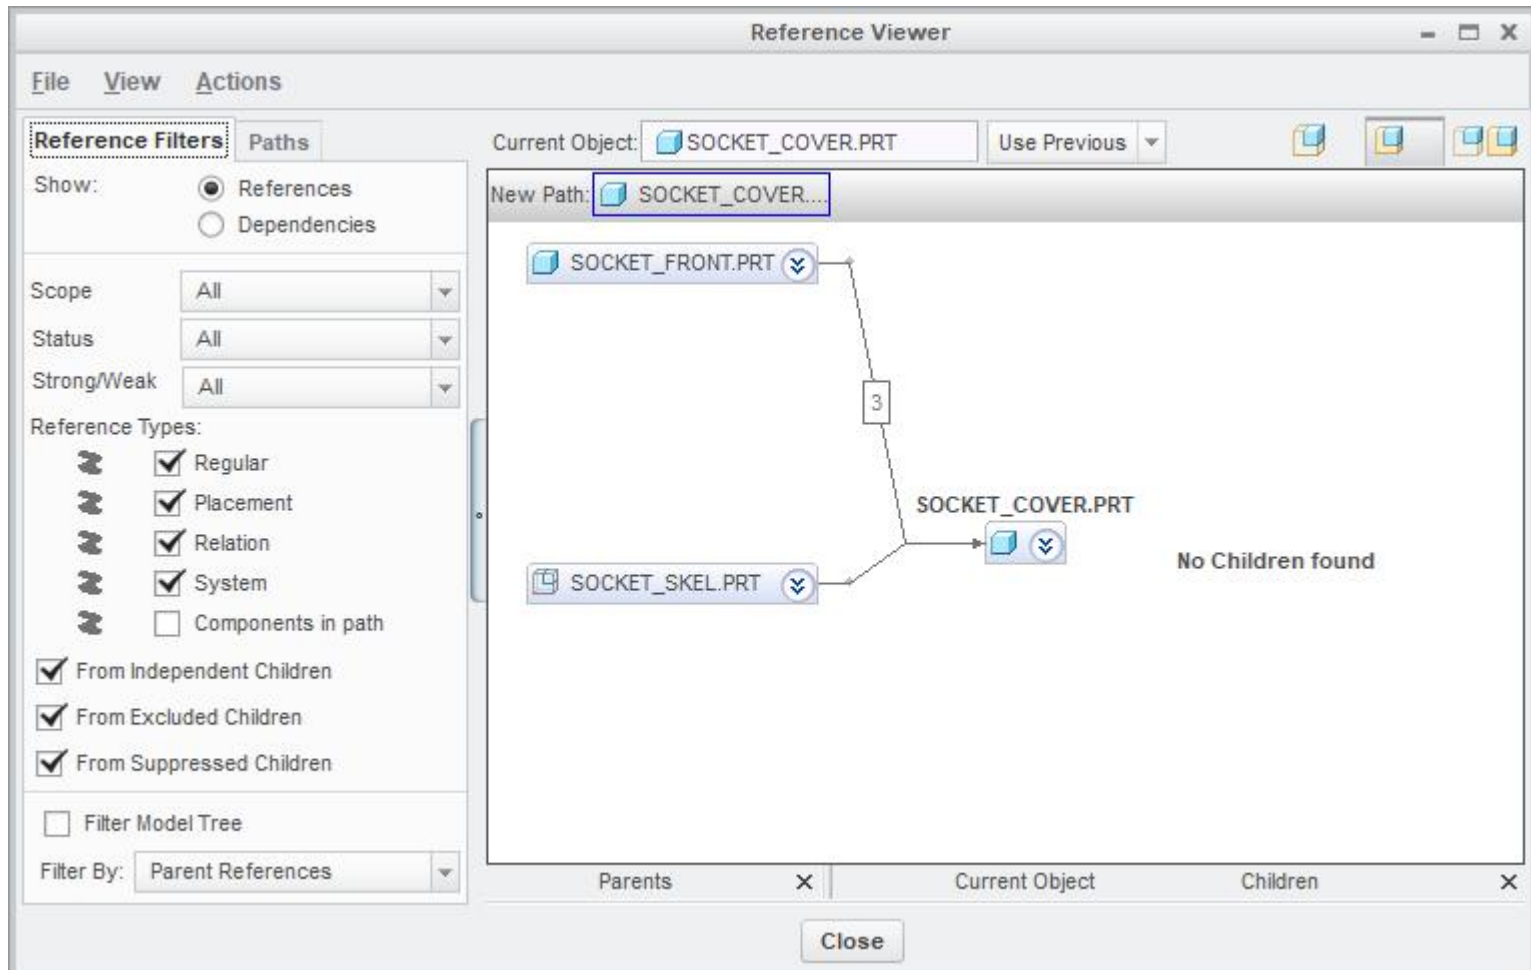 Reference Viewer
File View Actions
Reference Filters Paths
Current Object: SOCKET_COVER.PRT Use Previous
Show: References
Dependencies
New Path: SOCKET_COVER....
Scope All
Status All
Strong/Weak All
Reference Types:
Regular
Placement
Relation
System
Components in path
From Independent Children
From Excluded Children
From Suppressed Children
Filter Model Tree
Filter By: Parent References
SOCKET_FRONT.PRT
3
SOCKET_COVER.PRT
SOCKET_SKEL.PRT
No Children found
Parents Current Object Children
Close